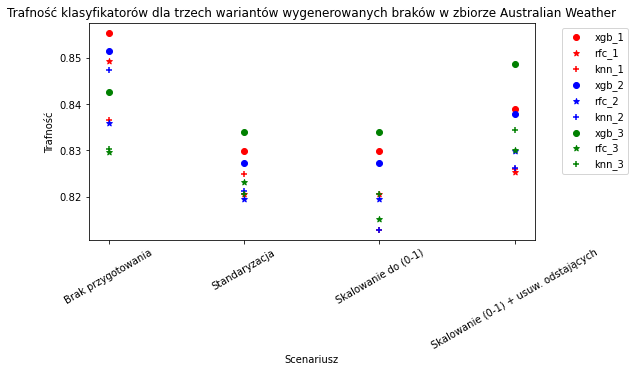 Trafność klasyfikatorów dla trzech wariantów wygenerowanych braków w zbiorze Australian Weather
xgb_1
rfc_1
knn_1
xgb_2
rfc_2
knn_2
xgb_3
rfc_3
knn_3
Trafność
0.85
0.84
0.83
0.82
Brak przygotowania
Standaryzacja
Skalowanie do (0-1)
Skalowanie (0-1) + usuw. odstających
Scenariusz